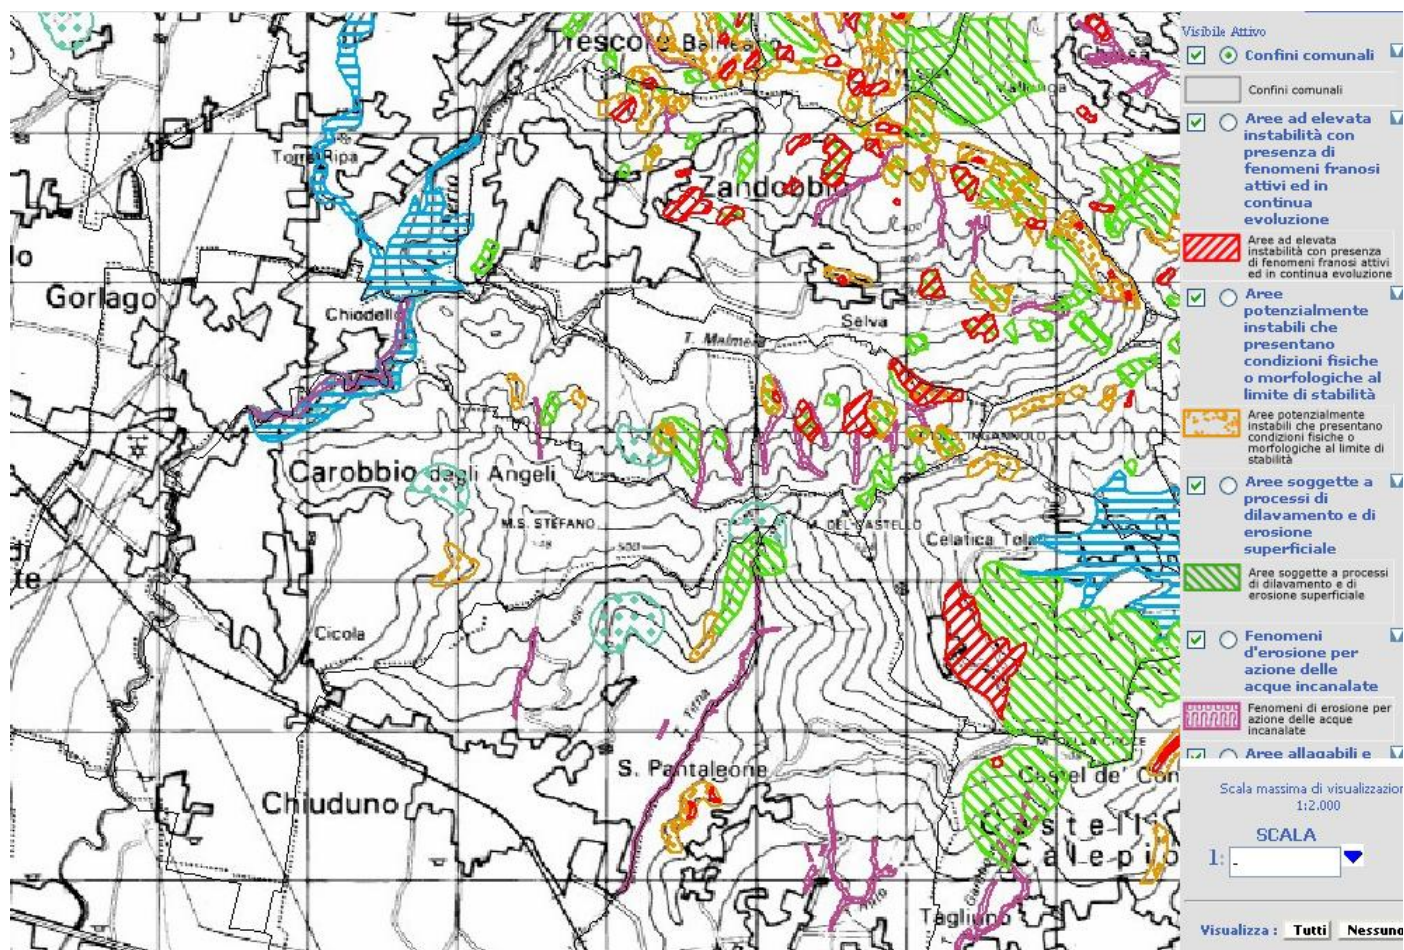 Trescore Balneario
Torre Ripa
Zandobbio
Gorlago
Chiodello
Selva
T. Malmera
Carobbio degli Angeli
M.S. STEFANO
500
M. DEL CASTELLO
Celatica
Cicola
400
T. Tirna
S. Pantaleone
Chiuduno
Castel de' Con
Castelli
Calepio
Tagliuno
Visibile Attivo
Confini comunali
Confini comunali
Aree ad elevata
instabilità con
presenza di
fenomeni franosi
attivi ed in
continua
evoluzione
Aree ad elevata
instabilità con presenza
di fenomeni franosi attivi
ed in continua evoluzione
Aree
potenzialmente
instabili che
presentano
condizioni fisiche
o morfologiche al
limite di stabilità
Aree potenzialmente
instabili che presentano
condizioni fisiche o
morfologiche al limite di
stabilità
Aree soggette a
processi di
dilavamento e di
erosione
superficiale
Aree soggette a processi
di dilavamento e di
erosione superficiale
Fenomeni
d'erosione per
azione delle
acque incanalate
Fenomeni di erosione per
azione delle acque
incanalate
Aree allagabili e
Scala massima di visualizzazior
1:2.000
SCALA
1: -
Visualizza : Tutti Nessuno